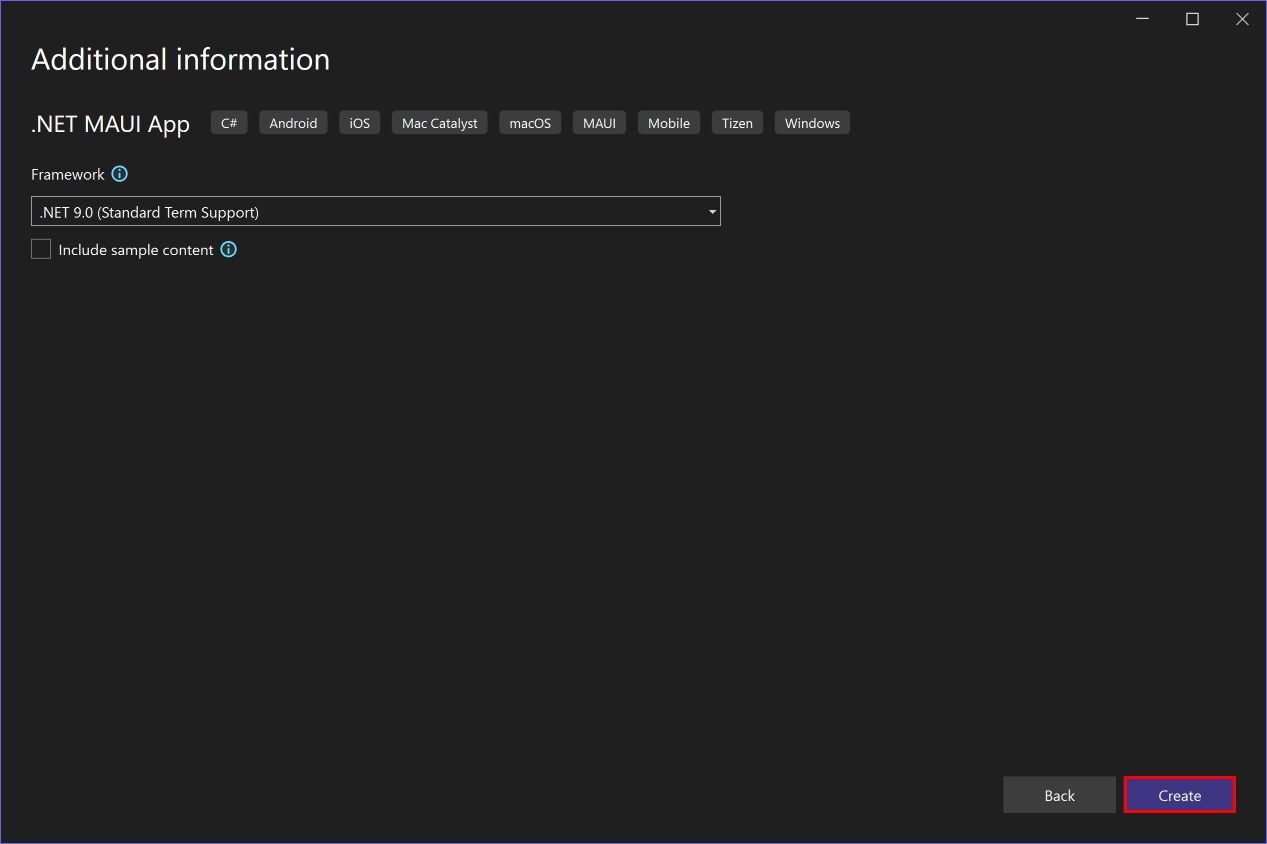 Additional information
.NET MAUI App C# Android iOS Mac Catalyst macOS MAUI Mobile Tizen Windows
Framework
.NET 9.0 (Standard Term Support)
Include sample content
Back Create